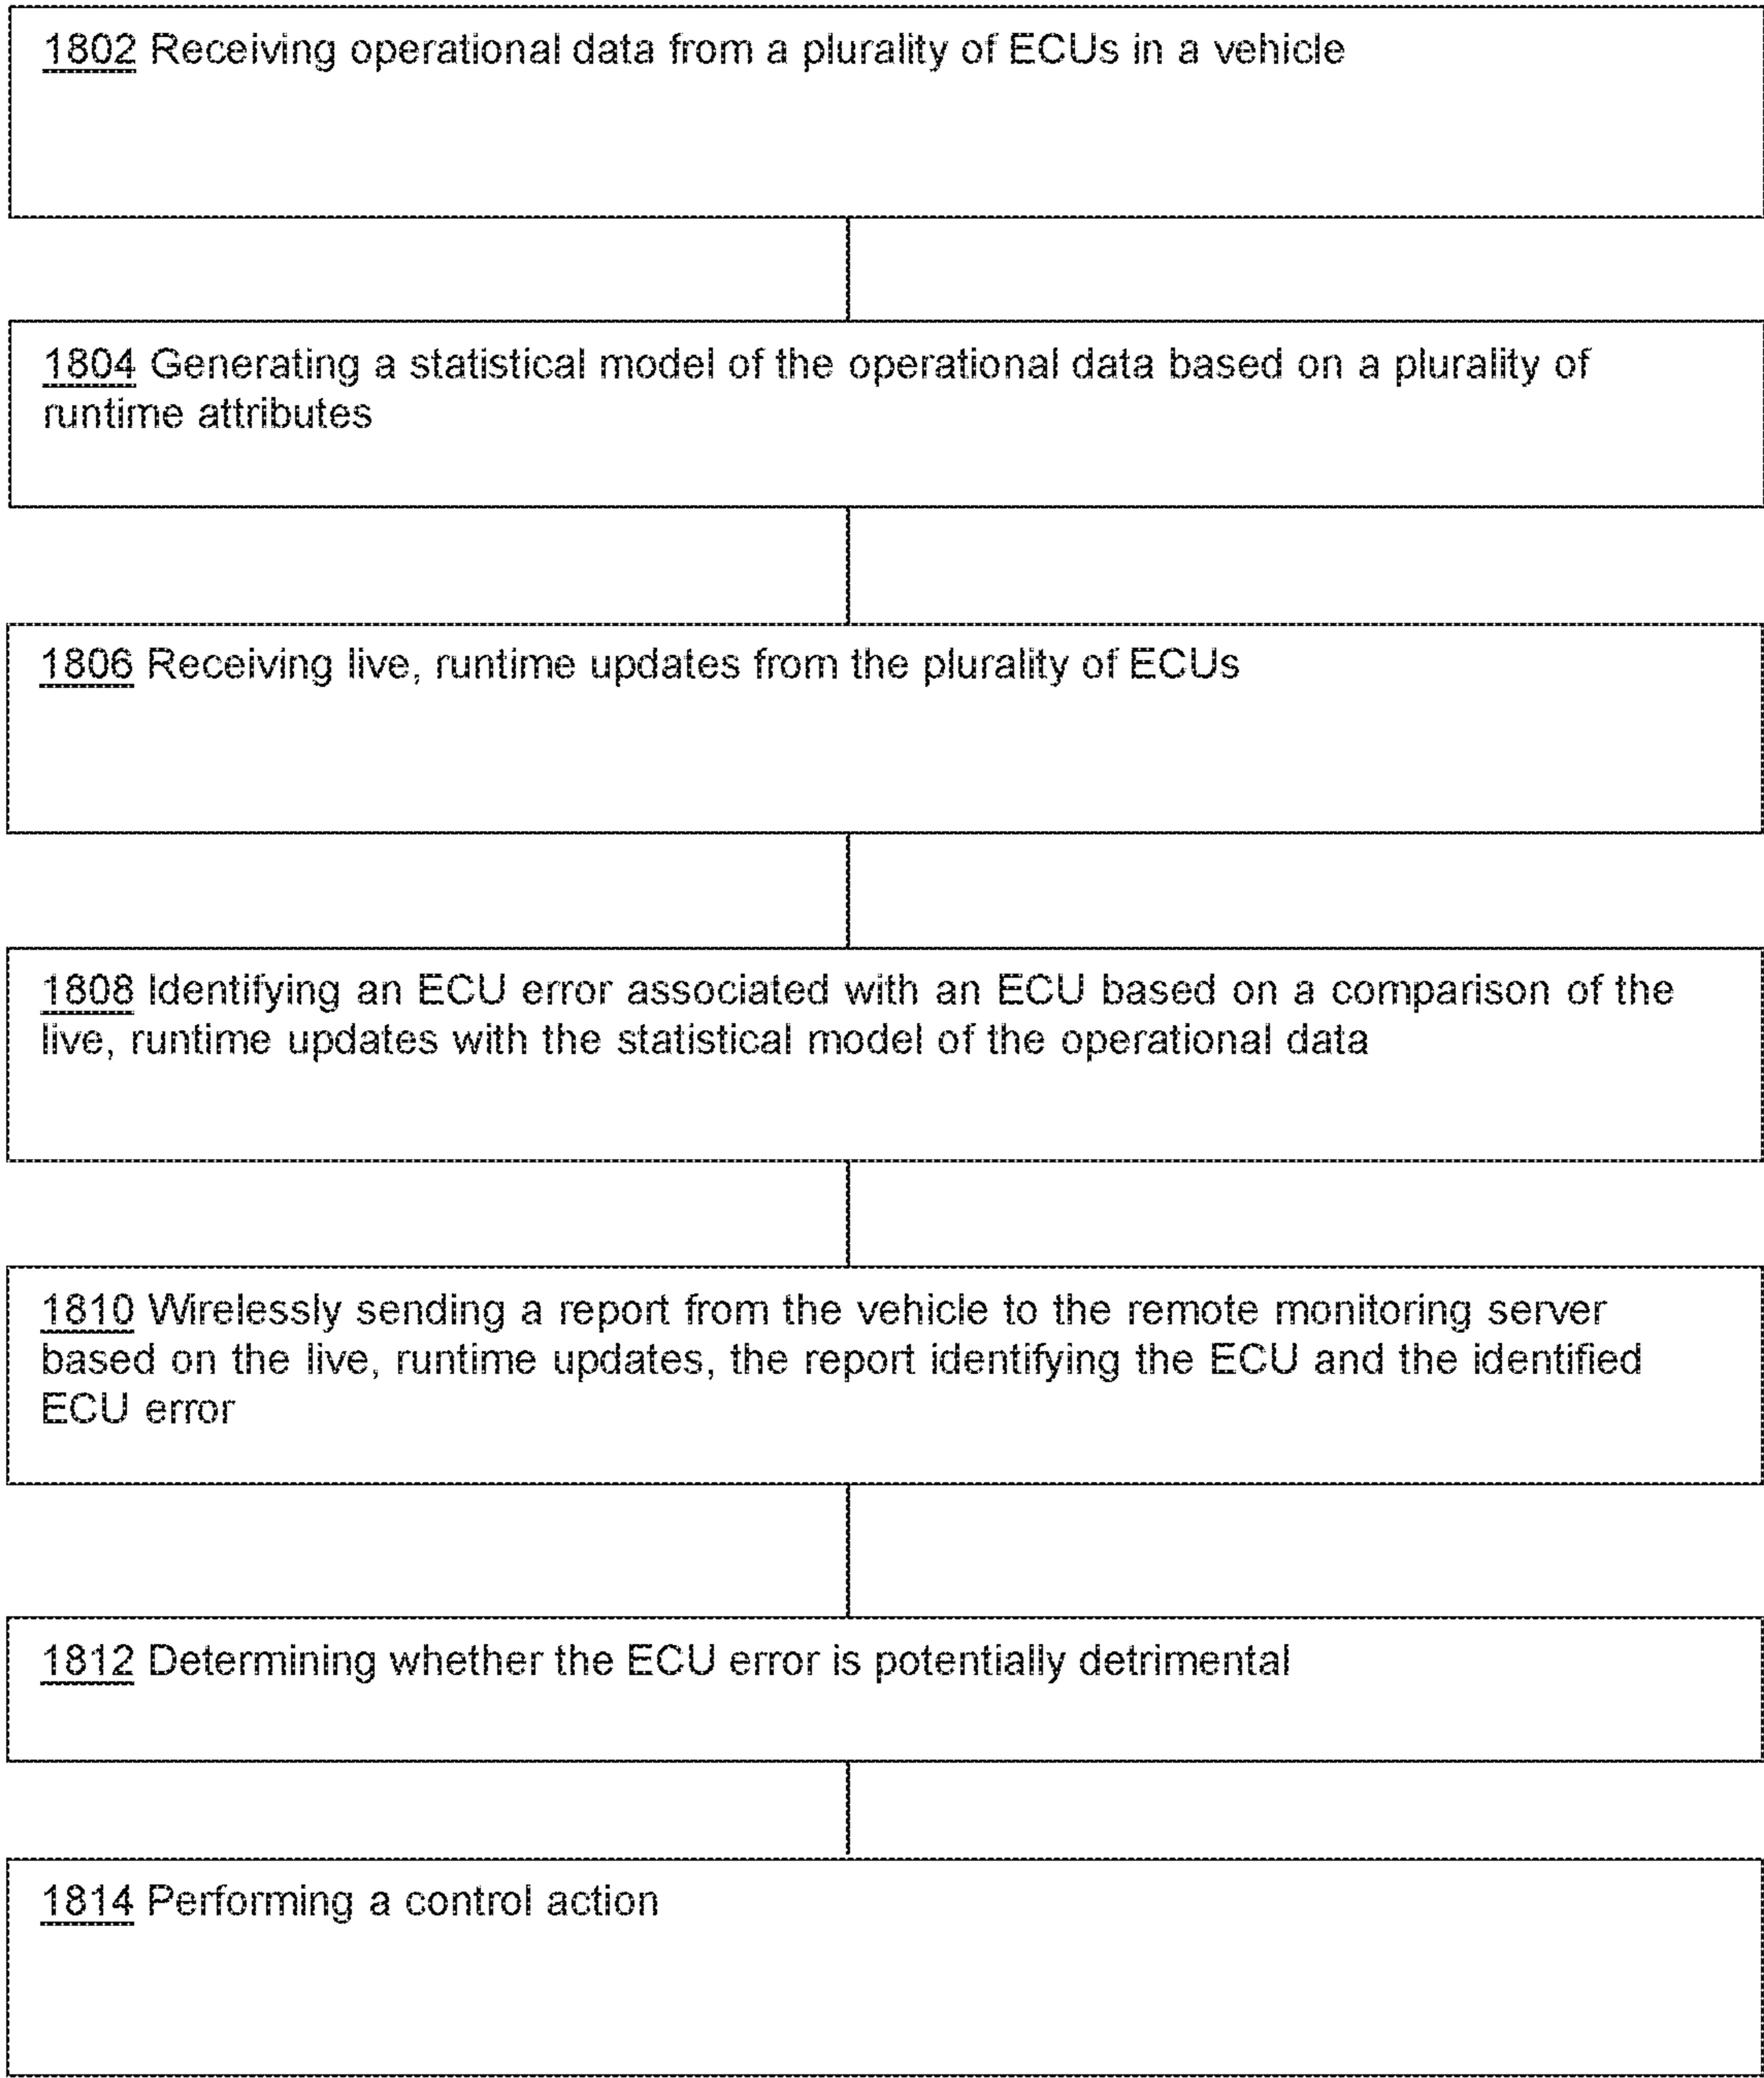 1802 Receiving operational data from a plurality of ECUs in a vehicle
1804 Generating a statistical model of the operational data based on a plurality of
runtime attributes
1806 Receiving live, runtime updates from the plurality of ECUs
1808 Identifying an ECU error associated with an ECU based on a comparison of the
live, runtime updates with the statistical model of the operational data
1810 Wirelessly sending a report from the vehicle to the remote monitoring server
based on the live, runtime updates, the report identifying the ECU and the identified
ECU error
1812 Determining whether the ECU error is potentially detrimental
1814 Performing a control action